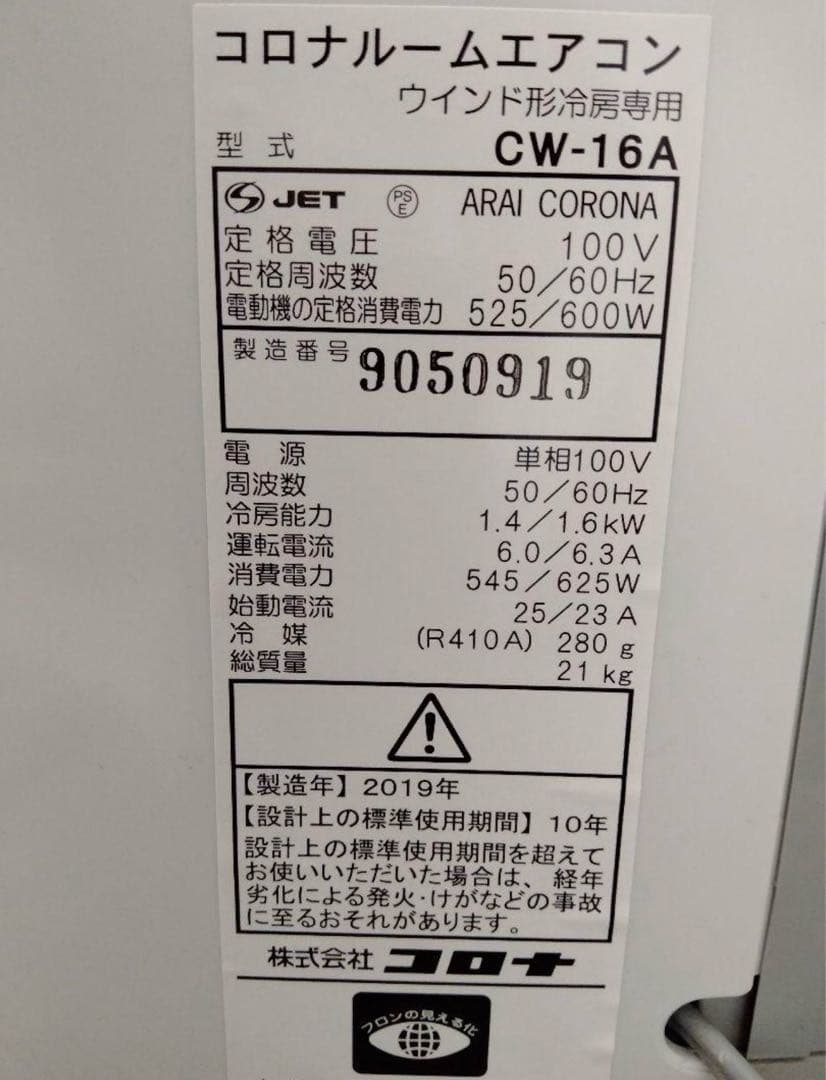 コロナルームエアコン
ウインド形冷房専用
型式 CW-16A
JET PSE ARAI CORONA
定格電圧 100V
定格周波数 50/60Hz
電動機の定格消費電力 525/600W
製造番号 9050919
電源 単相100V
周波数 50/60Hz
冷房能力 1.4/1.6kW
運転電流 6.0/6.3A
消費電力 545/625W
始動電流 25/23A
冷媒 (R410A) 280g
総質量 21kg
【製造年】2019年
【設計上の標準使用期間】10年
設計上の標準使用期間を超えて
お使いいただいた場合は、経年
劣化による発火・けがなどの事故
に至るおそれがあります。
株式会社 コロナ
フロンの見える化